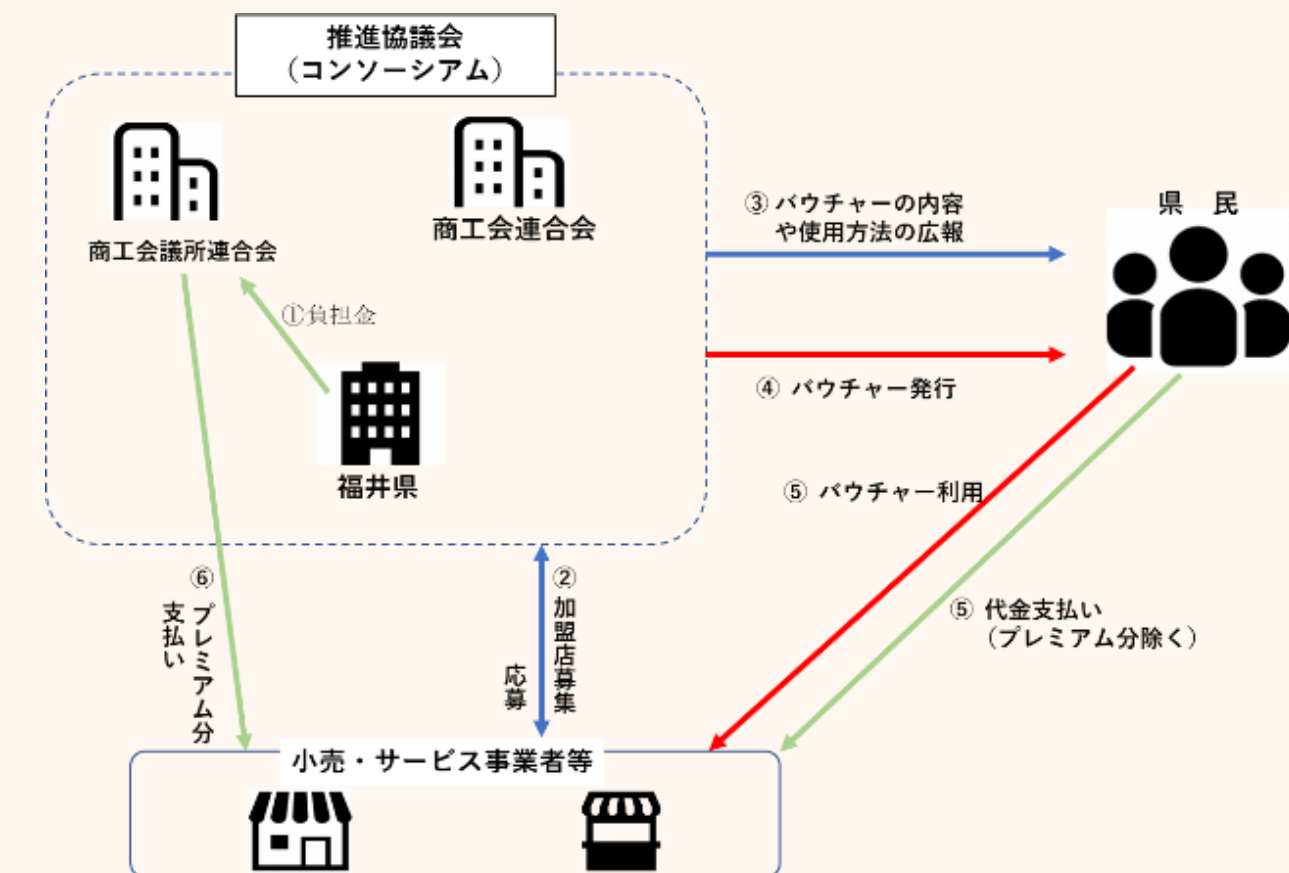 推進協議会
（コンソーシアム）
商工会議所連合会
商工会連合会
①負担金
福井県
③ バウチャーの内容
や使用方法の広報
県　民
④ バウチャー発行
⑤ バウチャー利用
⑤ 代金支払い
（プレミアム分除く）
⑥ プレミアム分
支払い
② 加盟店募集
応募
小売・サービス事業者等